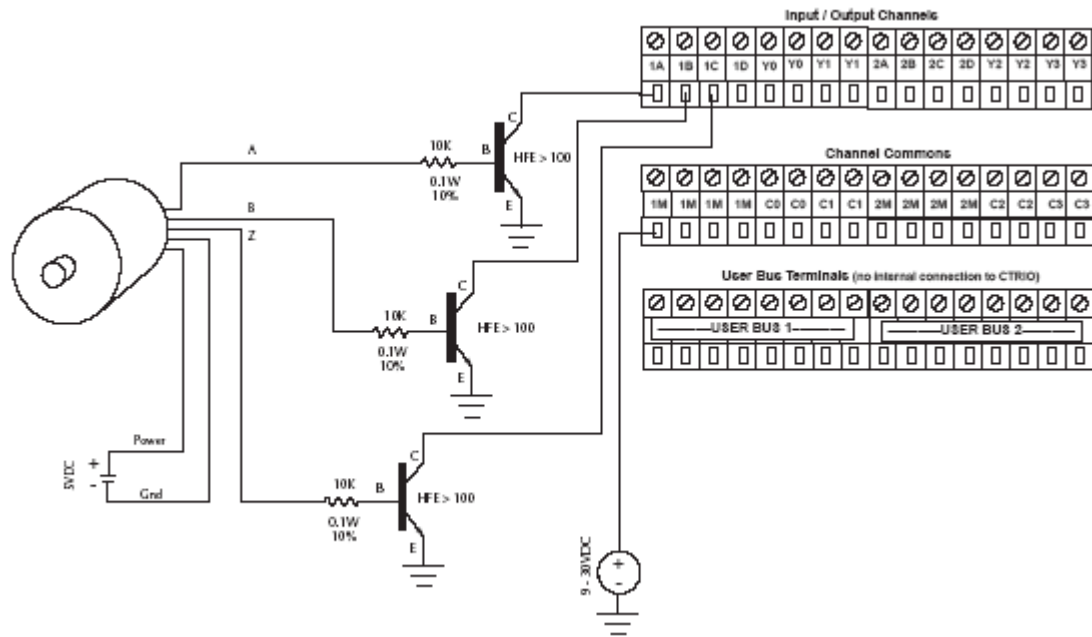 Input / Output Channels
1A 1B 1C 1D Y0 Y0 Y1 Y1 2A 2B 2C 2D Y2 Y2 Y3 Y3
C
10K
B
HFE > 100
0.1W
10%
E
A
Channel Commons
1M 1M 1M 1M C0 C0 C1 C1 2M 2M 2M 2M C2 C2 C3 C3
B
Z
User Bus Terminals (no internal connection to CTRIO)
USER BUS 1
USER BUS 2
C
10K
B
HFE > 100
0.1W
10%
E
Power
5VDC
+
-
Gnd
C
10K
B
HFE > 100
0.1W
10%
E
9 - 30VDC
+
-